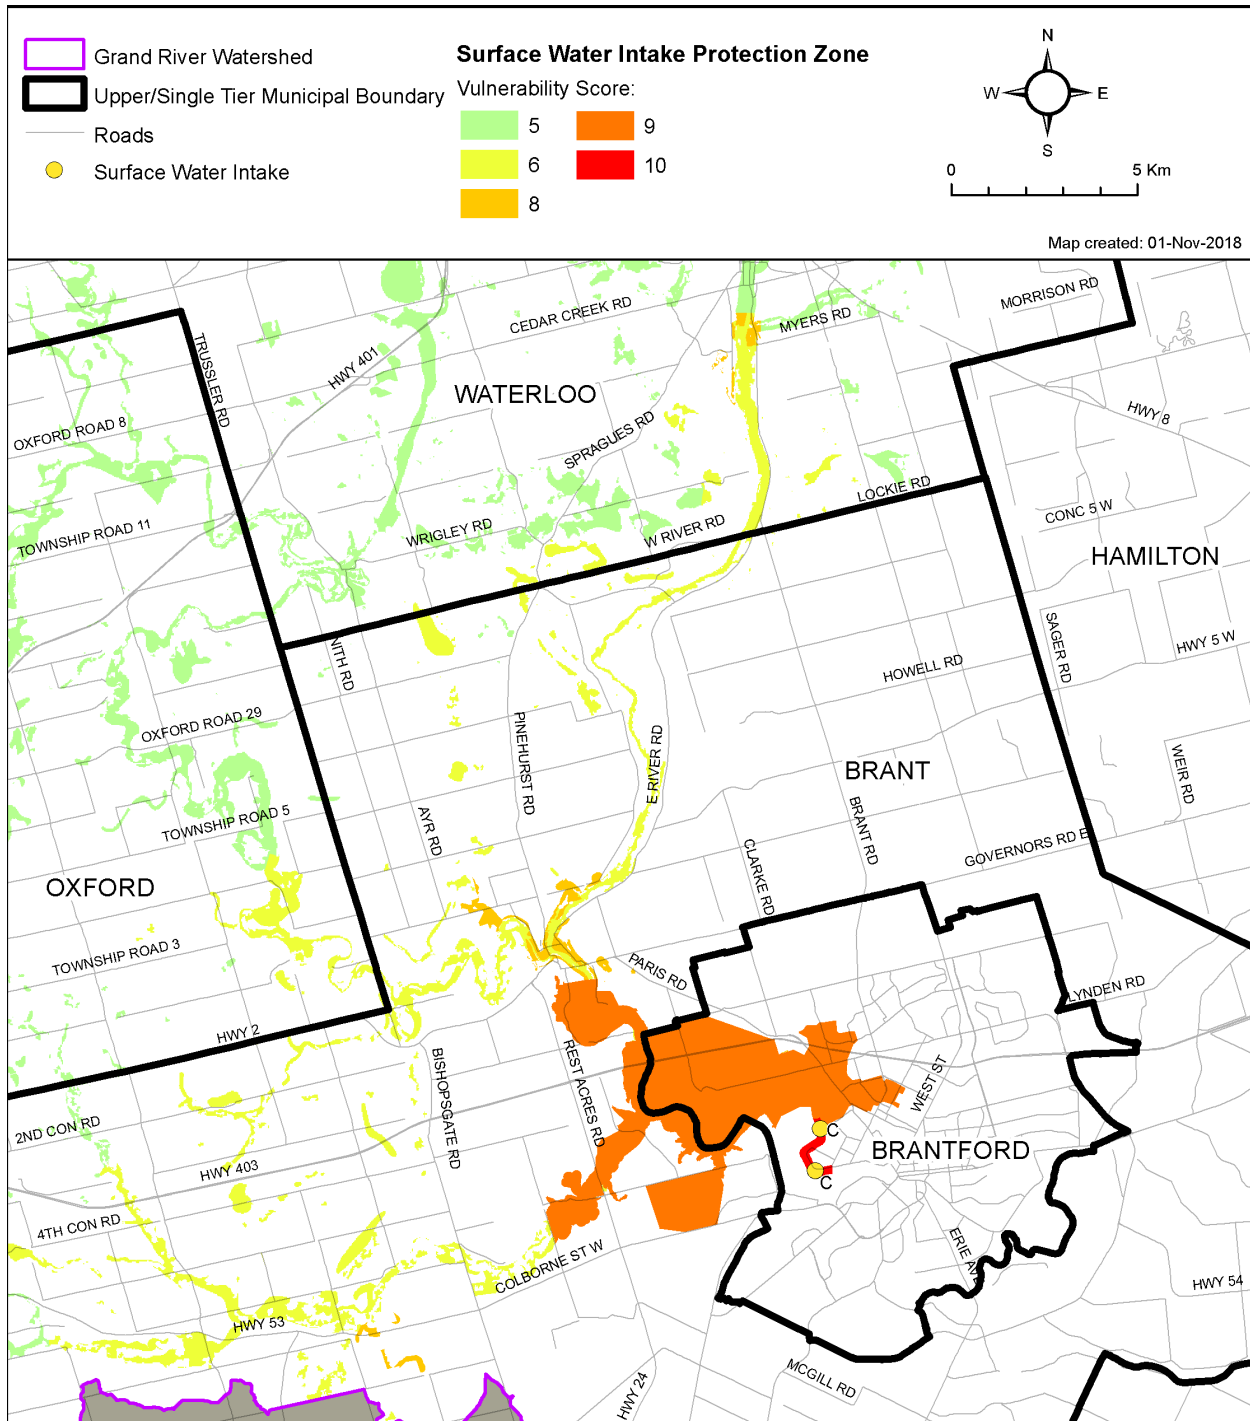 Grand River Watershed
Upper/Single Tier Municipal Boundary
Roads
Surface Water Intake
Surface Water Intake Protection Zone
Vulnerability Score:
5
9
6
10
8
N
W
E
S
0
5 Km
Map created: 01-Nov-2018
MORRISON RD
CEDAR CREEK RD
MYERS RD
TRUSSLER RD
HWY 401
WATERLOO
HWY 8
OXFORD ROAD 8
SPRAGUES RD
LOCKIE RD
CONC 5 W
TOWNSHIP ROAD 11
WRIGLEY RD
W RIVER RD
HAMILTON
SAGER RD
HWY 5 W
NITH RD
HOWELL RD
OXFORD ROAD 29
PINEHURST RD
E RIVER RD
WEIR RD
BRANT
TOWNSHIP ROAD 5
AYR RD
BRANT RD
GOVERNORS RD E
CLARKE RD
OXFORD
TOWNSHIP ROAD 3
PARIS RD
LYNDEN RD
HWY 2
BISHOPSGATE RD
REST ACRES RD
WEST ST
2ND CON RD
C
BRANTFORD
HWY 403
C
4TH CON RD
ERIE AVE
COLBORNE ST W
HWY 54
HWY 53
MCGILL RD
HWY 24